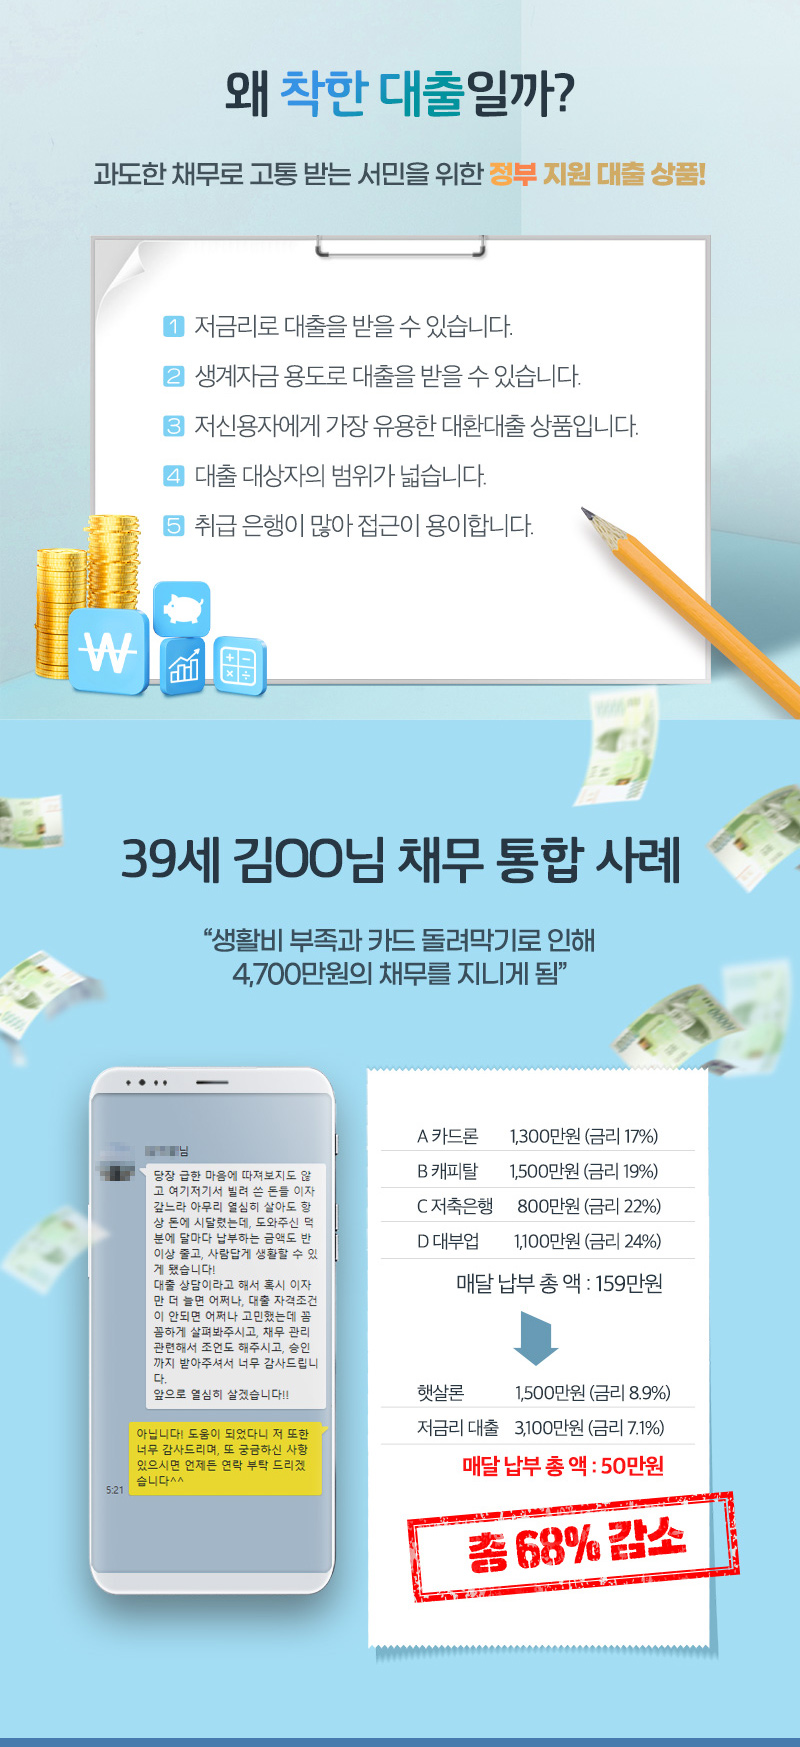 왜 착한 대출일까?
과도한 채무로 고통 받는 서민을 위한 정부 지원 대출 상품!
1 저금리로 대출을 받을 수 있습니다.
2 생계자금 용도로 대출을 받을 수 있습니다.
3 저신용자에게 가장 유용한 대환대출 상품입니다.
4 대출 대상자의 범위가 넓습니다.
5 취급 은행이 많아 접근이 용이합니다.
₩
39세 김OO님 채무 통합 사례
“생활비 부족과 카드 돌려막기로 인해
4,700만원의 채무를 지니게 됨”
님
당장 급한 마음에 따져보지도 않
고 여기저기서 빌려 쓴 돈들 이자
갚느라 아무리 열심히 살아도 항
상 돈에 시달렸는데, 도와주신 덕
분에 달마다 납부하는 금액도 반
이상 줄고, 사람답게 생활할 수 있
게 됐습니다!
대출 상담이라고 해서 혹시 이자
만 더 늘면 어쩌나, 대출 자격조건
이 안되면 어쩌나 고민했는데 꼼
꼼하게 살펴봐주시고, 채무 관리
관련해서 조언도 해주시고, 승인
까지 받아주셔서 너무 감사드립니
다.
앞으로 열심히 살겠습니다!!
아닙니다! 도움이 되었다니 저 또한
너무 감사드리며, 또 궁금하신 사항
있으시면 언제든 연락 부탁 드리겠
습니다^^
5:21
A 카드론 1,300만원 (금리 17%)
B 캐피탈 1,500만원 (금리 19%)
C 저축은행 800만원 (금리 22%)
D 대부업 1,100만원 (금리 24%)
매달 납부 총 액 : 159만원
햇살론 1,500만원 (금리 8.9%)
저금리 대출 3,100만원 (금리 7.1%)
매달 납부 총 액 : 50만원
총 68% 감소